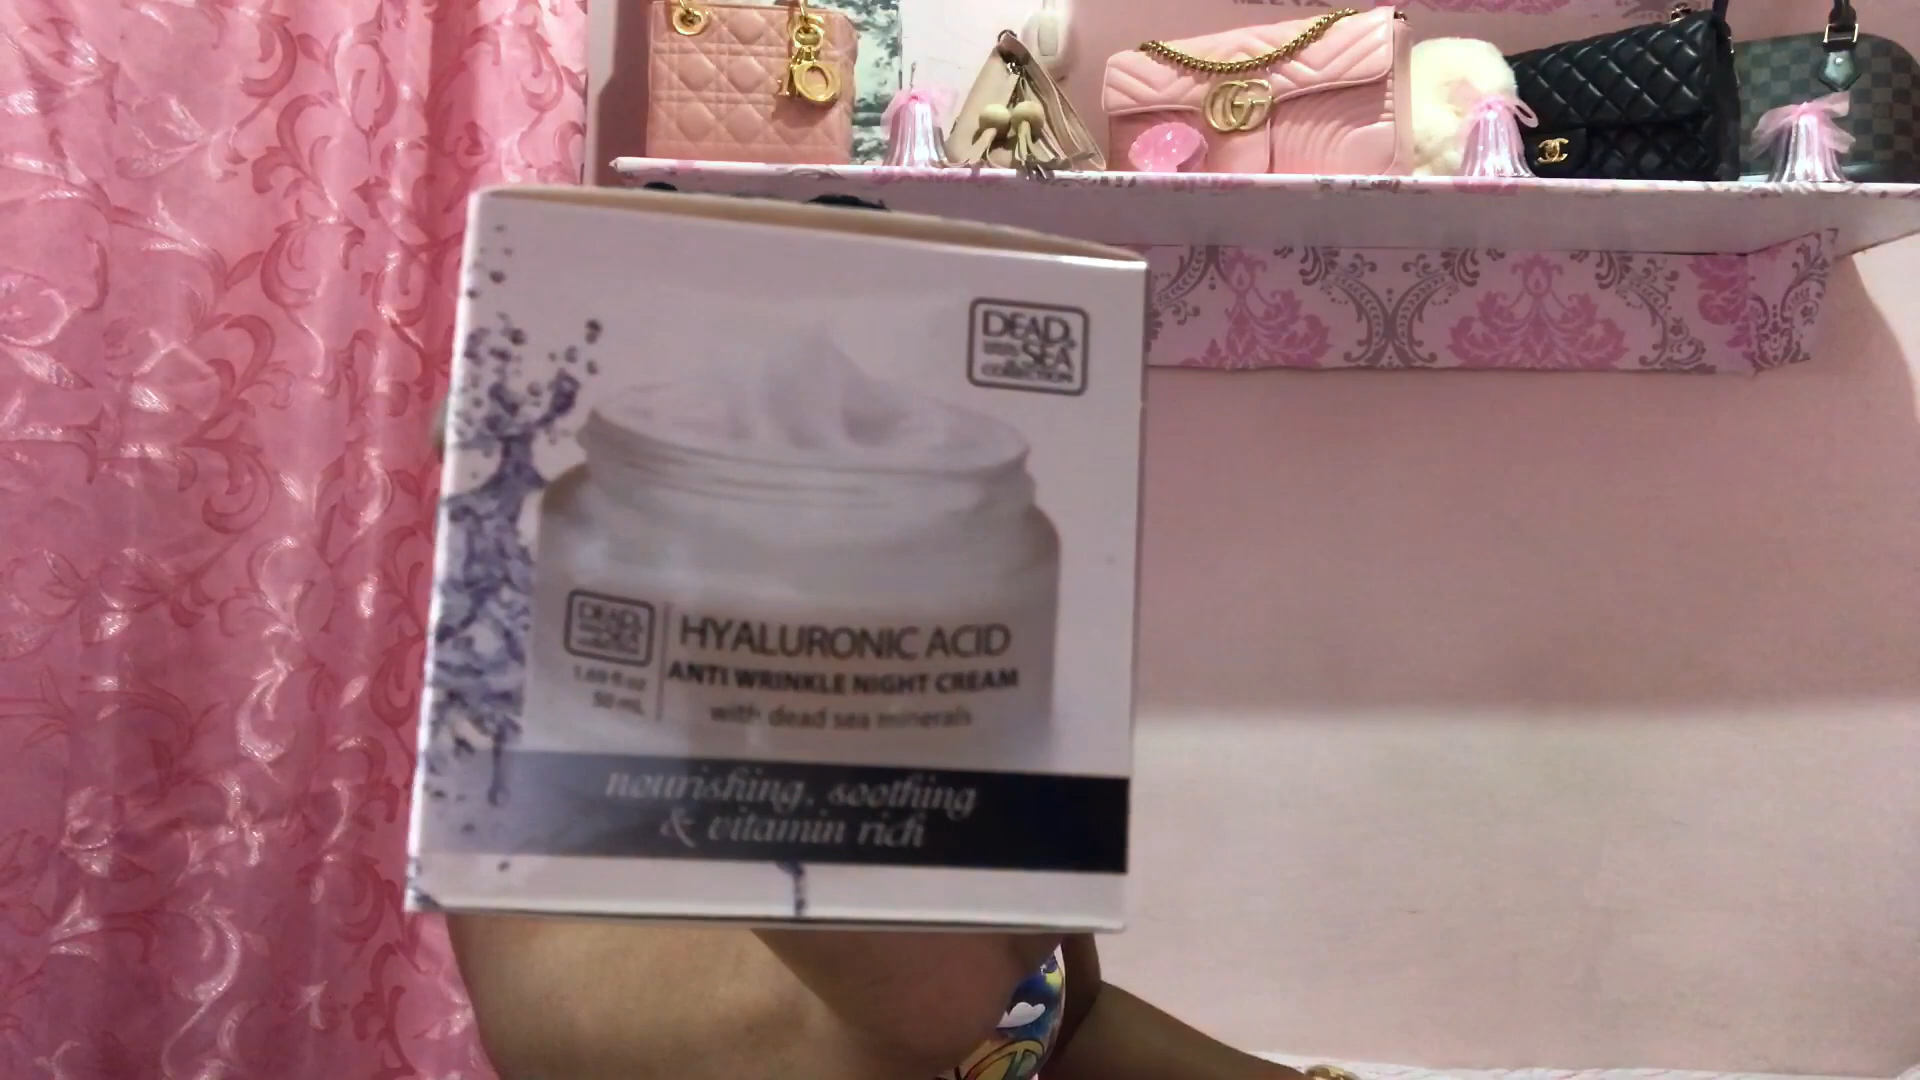 DEAD
SEA
COLLECTION
DEAD
SEA
HYALURONIC ACID
1.69 fl oz
50 mL
ANTI WRINKLE NIGHT CREAM
with dead sea minerals
nourishing, soothing
& vitamin rich